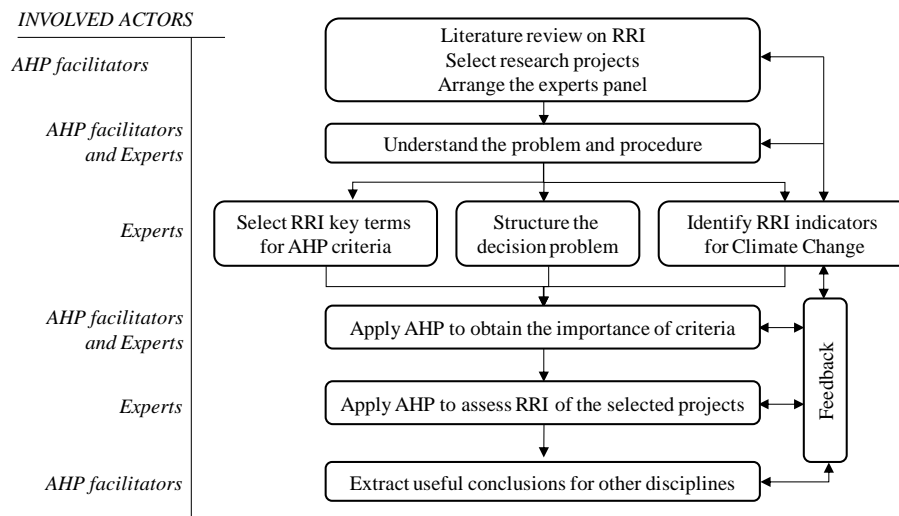 INVOLVED ACTORS
AHP facilitators
Literature review on RRI
Select research projects
Arrange the experts panel
AHP facilitators
and Experts
Understand the problem and procedure
Experts
Select RRI key terms
for AHP criteria
Structure the
decision problem
Identify RRI indicators
for Climate Change
AHP facilitators
and Experts
Apply AHP to obtain the importance of criteria
Feedback
Experts
Apply AHP to assess RRI of the selected projects
AHP facilitators
Extract useful conclusions for other disciplines